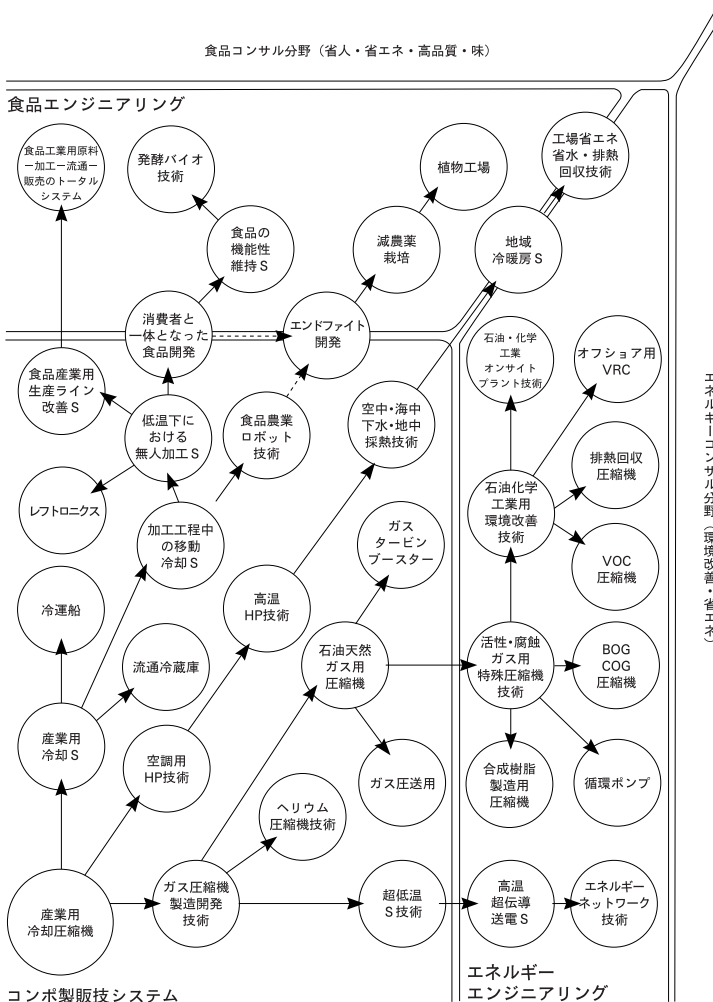 食品コンサル分野（省人・省エネ・高品質・味）
食品エンジニアリング
食品工業用原料
ー加工ー流通ー
販売のトータル
システム
発酵バイオ
技術
植物工場
工場省エネ
省水・排熱
回収技術
食品の
機能性
維持S
減農薬
栽培
地域
冷暖房S
消費者と
一体となった
食品開発
エンドファイト
開発
石油・化学
工業
オンサイト
プラント技術
オフショア用
VRC
食品産業用
生産ライン
改善S
低温下に
おける
無人加工S
食品農業
ロボット
技術
空中・海中
下水・地中
採熱技術
排熱回収
圧縮機
レフトロニクス
加工工程中
の移動
冷却S
ガス
タービン
ブースター
石油化学
工業用
環境改善
技術
VOC
圧縮機
エネルギーコンサル分野（環境改善・省エネ）
冷運船
高温
HP技術
流通冷蔵庫
石油天然
ガス用
圧縮機
活性・腐蝕
ガス用
特殊圧縮機
技術
BOG
COG
圧縮機
産業用
冷却S
空調用
HP技術
ガス圧送用
合成樹脂
製造用
圧縮機
循環ポンプ
ヘリウム
圧縮機技術
産業用
冷却圧縮機
ガス圧縮機
製造開発
技術
超低温
S技術
高温
超伝導
送電S
エネルギー
ネットワーク
技術
コンポ製販技システム
エネルギー
エンジニアリング